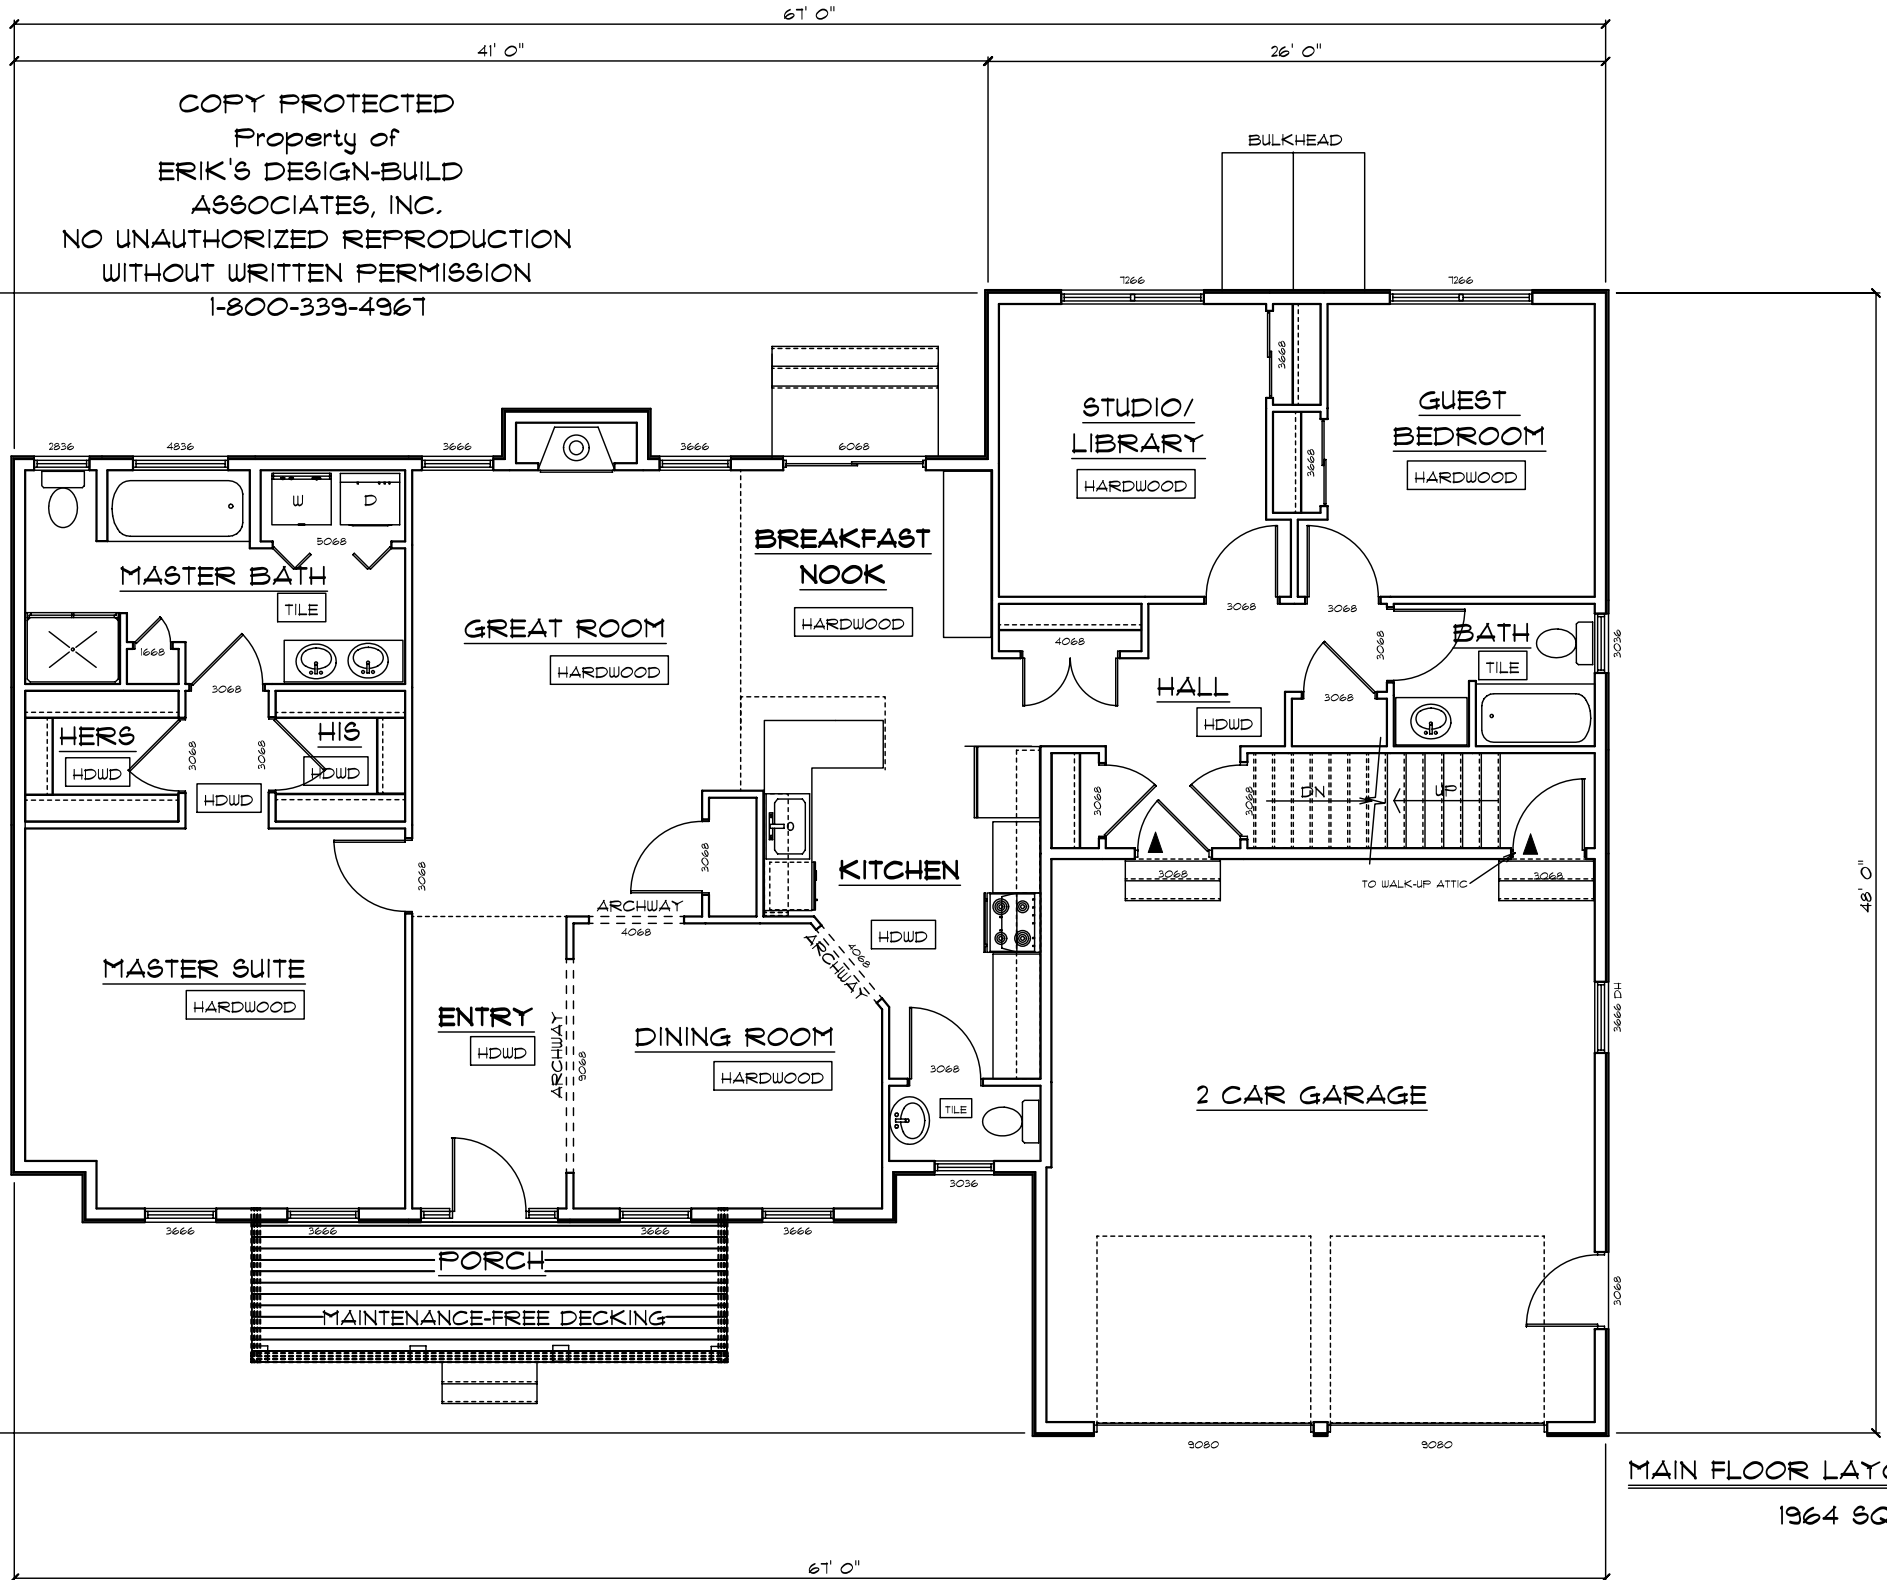 67' 0"
41' 0"
26' 0"
COPY PROTECTED
Property of
ERIK'S DESIGN-BUILD
ASSOCIATES, INC.
NO UNAUTHORIZED REPRODUCTION
WITHOUT WRITTEN PERMISSION
1-800-339-4967
BULKHEAD
7266
7266
3668
3668
STUDIO/
LIBRARY
HARDWOOD
GUEST
BEDROOM
HARDWOOD
2836
4836
3666
3666
6068
W
D
5068
MASTER BATH
TILE
1668
3068
BREAKFAST
NOOK
HARDWOOD
GREAT ROOM
HARDWOOD
3068
3068
3068
BATH
TILE
3036
4068
HALL
HDWD
3068
HERS
HDWD
3068
3068
HIS
HDWD
HDWD
3068
3068
DN
UP
3068
3068
TO WALK-UP ATTIC
48' 0"
3068
3068
KITCHEN
HDWD
ARCHWAY
4068
4068
ARCHWAY
MASTER SUITE
HARDWOOD
ENTRY
HDWD
ARCHWAY
9068
DINING ROOM
HARDWOOD
3666 DH
3068
TILE
2 CAR GARAGE
3036
3666
3666
3666
3666
PORCH
MAINTENANCE-FREE DECKING
3068
9080
9080
MAIN FLOOR LAY
1964 SQ
67' 0"